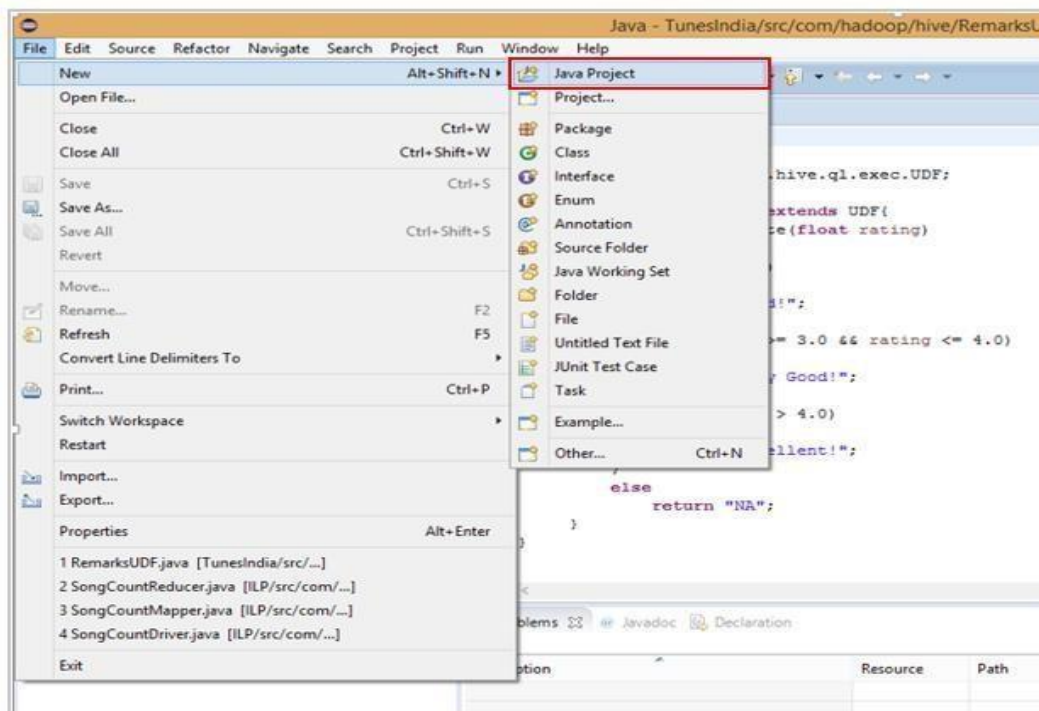 Java - TunesIndia/src/com/hadoop/hive/RemarksU
File Edit Source Refactor Navigate Search Project Run Window Help
New Alt+Shift+N
Open File...
Close Ctrl+W
Close All Ctrl+Shift+W
Save Ctrl+S
Save As...
Save All Ctrl+Shift+S
Revert
Move...
Rename... F2
Refresh F5
Convert Line Delimiters To
Print... Ctrl+P
Switch Workspace
Restart
Import...
Export...
Properties Alt+Enter
1 RemarksUDF.java [TunesIndia/src/...]
2 SongCountReducer.java [ILP/src/com/...]
3 SongCountMapper.java [ILP/src/com/...]
4 SongCountDriver.java [ILP/src/com/...]
Exit
Java Project
Project...
Package
Class
Interface
Enum
Annotation
Source Folder
Java Working Set
Folder
File
Untitled Text File
JUnit Test Case
Task
Example...
Other... Ctrl+N
.hive.ql.exec.UDF;
extends UDF{
(float rating)
!";
>= 3.0 && rating <= 4.0)
Good!";
> 4.0)
ellent!";
else
return "NA";
}
}
blems Javadoc Declaration
ption Resource Path